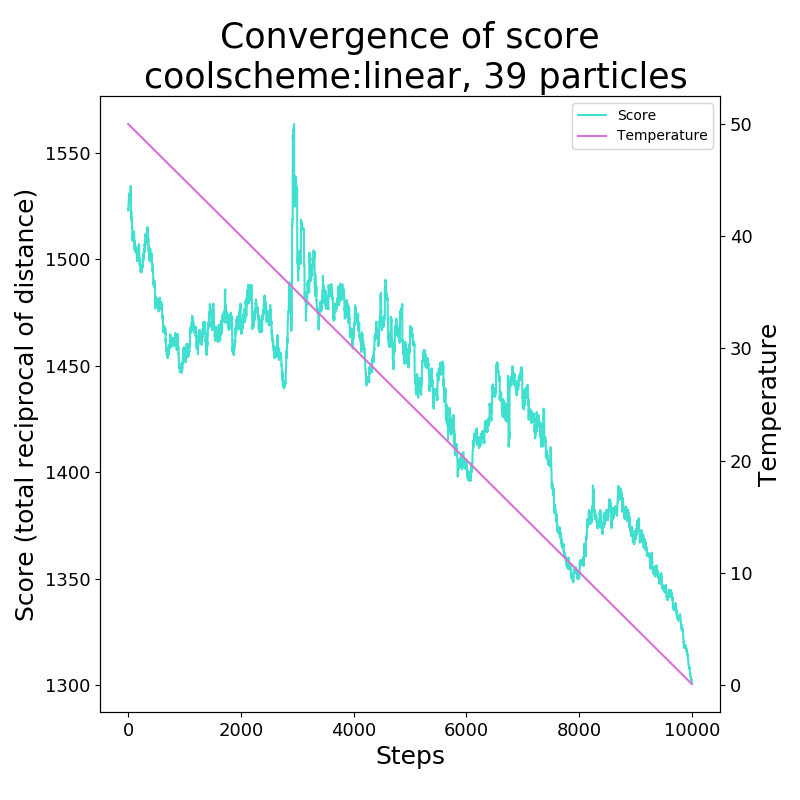 Convergence of score
coolscheme:linear, 39 particles
Score
Temperature
1550
1500
1450
1400
1350
1300
Score (total reciprocal of distance)
50
40
30
20
10
0
Temperature
0 2000 4000 6000 8000 10000
Steps